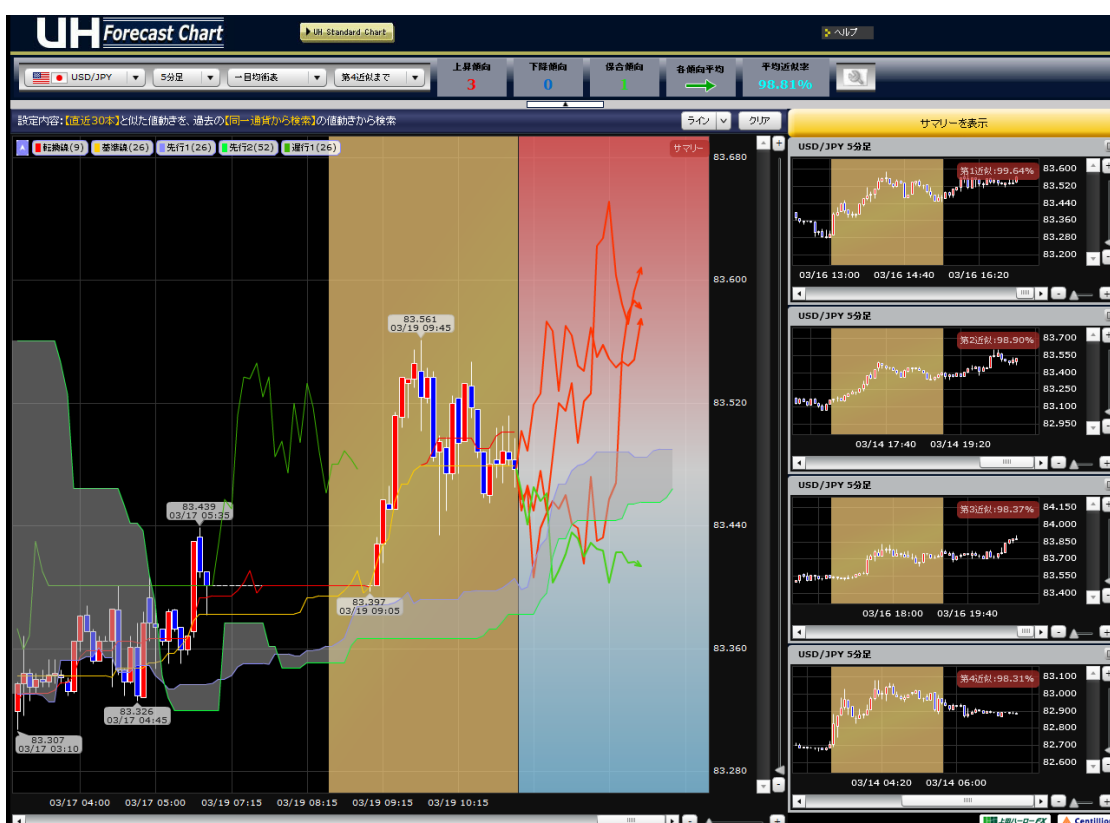 UH Forecast Chart
UH Standard Chart
ヘルプ
USD/JPY
5分足
一目均衡表
第4近似まで
上昇傾向
3
下降傾向
0
保合傾向
1
各傾向平均
平均近似率
98.81%
設定内容:【直近30本】と似た値動きを、過去の【同一通貨から検索】の値動きから検索
ライン
クリア
サマリーを表示
転換線(9)
基準線(26)
先行1(26)
先行2(52)
遅行1(26)
サマリー
83.680
83.600
83.520
83.440
83.360
83.280
83.561
03/19 09:45
83.439
03/17 05:35
83.397
03/19 09:05
83.326
03/17 04:45
83.307
03/17 03:10
03/17 04:00
03/17 05:00
03/19 07:15
03/19 08:15
03/19 09:15
03/19 10:15
USD/JPY 5分足
第1近似:99.64%
83.600
83.520
83.440
83.360
83.280
83.200
03/16 13:00
03/16 14:40
03/16 16:20
USD/JPY 5分足
第2近似:98.90%
83.700
83.550
83.400
83.250
83.100
82.950
03/14 17:40
03/14 19:20
USD/JPY 5分足
第3近似:98.37%
84.150
84.000
83.850
83.700
83.550
83.400
03/16 18:00
03/16 19:40
USD/JPY 5分足
第4近似:98.31%
83.100
83.000
82.900
82.800
82.700
82.600
03/14 04:20
03/14 06:00
上田ハーローFX
Centillion